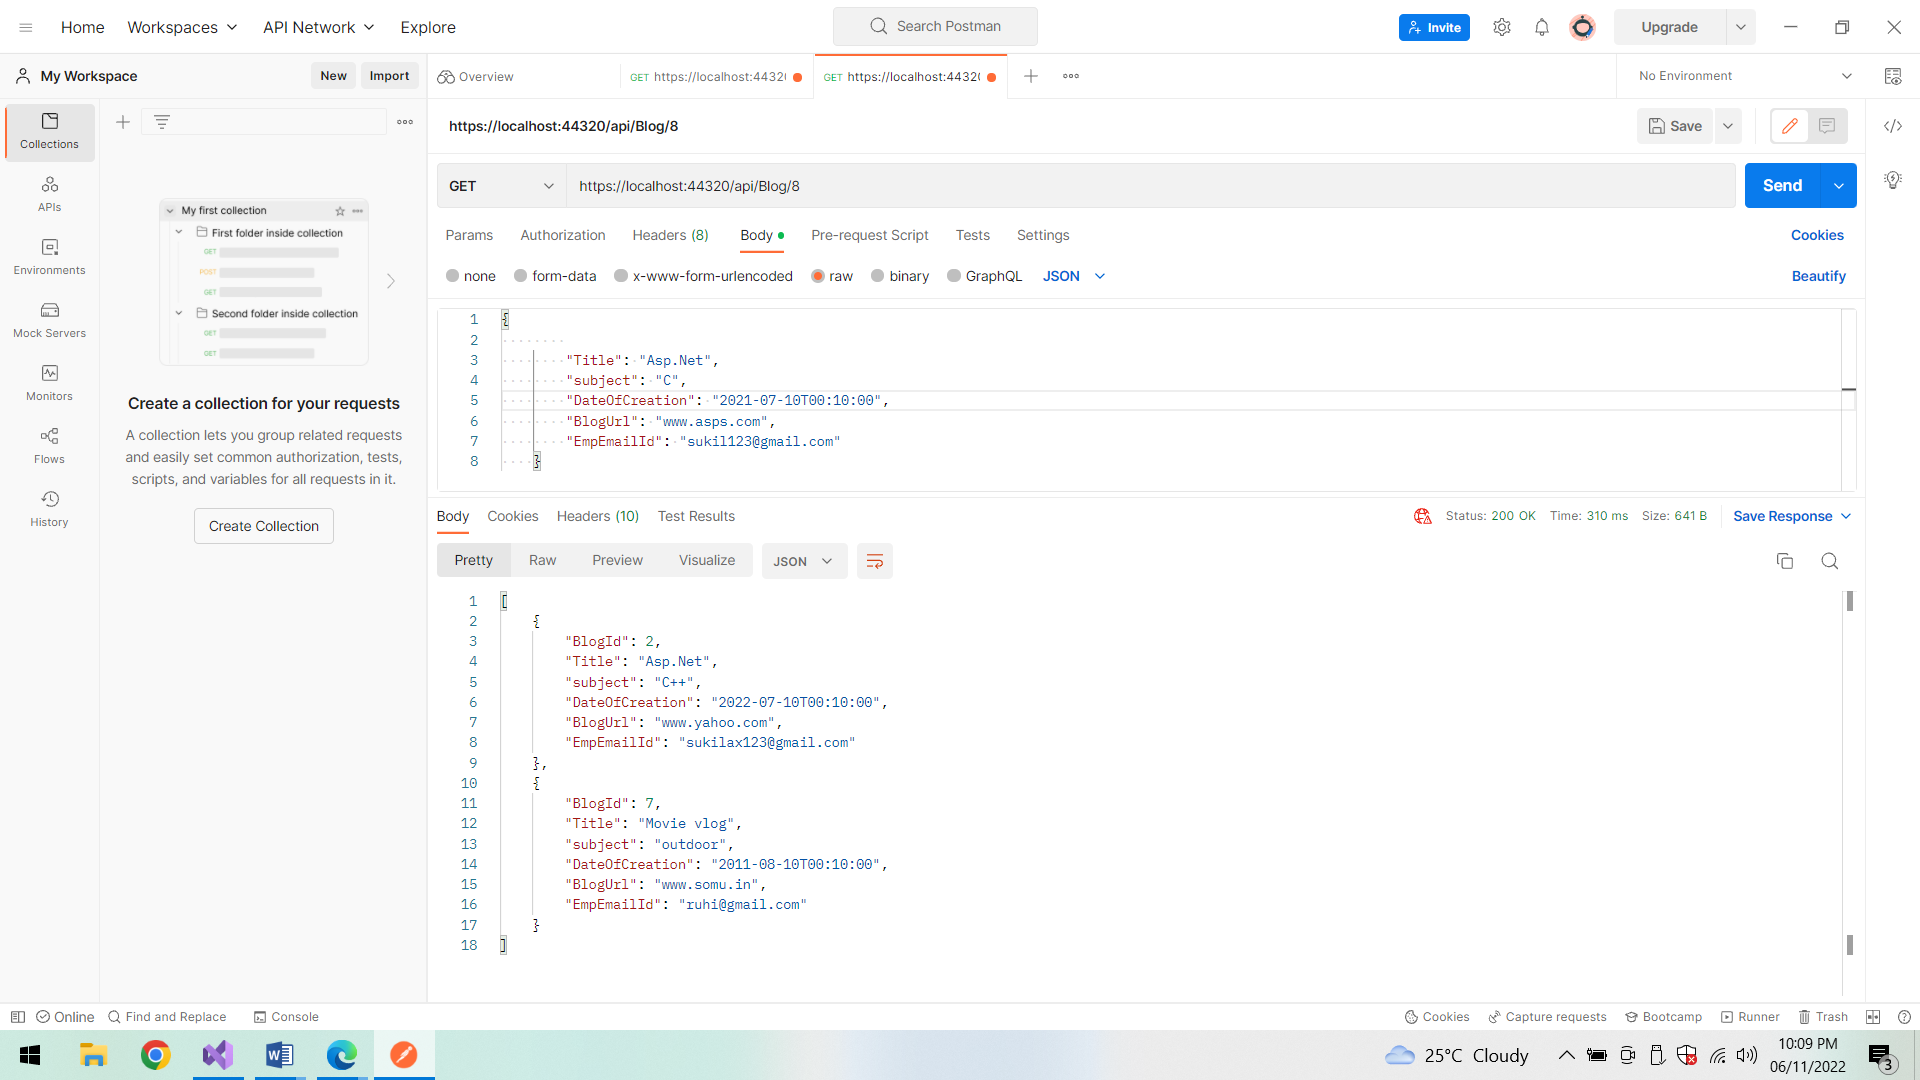 Home Workspaces API Network Explore Search Postman Invite Upgrade
My Workspace New Import Overview GET https://localhost:4432( GET https://localhost:4432( No Environment
Collections
APIs
Environments
Mock Servers
Monitors
Flows
History
My first collection
First folder inside collection
GET
POST
GET
Second folder inside collection
GET
GET
Create a collection for your requests
A collection lets you group related requests
and easily set common authorization, tests,
scripts, and variables for all requests in it.
Create Collection
https://localhost:44320/api/Blog/8 Save
GET https://localhost:44320/api/Blog/8 Send
Params Authorization Headers (8) Body Pre-request Script Tests Settings Cookies
none form-data x-www-form-urlencoded raw binary GraphQL JSON Beautify
1 {
2
3 "Title": "Asp.Net",
4 "subject": "C",
5 "DateOfCreation": "2021-07-10T00:10:00",
6 "BlogUrl": "www.asps.com",
7 "EmpEmailId": "sukil123@gmail.com"
8 }
Body Cookies Headers (10) Test Results Status: 200 OK Time: 310 ms Size: 641 B Save Response
Pretty Raw Preview Visualize JSON
1 [
2 {
3 "BlogId": 2,
4 "Title": "Asp.Net",
5 "subject": "C++",
6 "DateOfCreation": "2022-07-10T00:10:00",
7 "BlogUrl": "www.yahoo.com",
8 "EmpEmailId": "sukilax123@gmail.com"
9 },
10 {
11 "BlogId": 7,
12 "Title": "Movie vlog",
13 "subject": "outdoor",
14 "DateOfCreation": "2011-08-10T00:10:00",
15 "BlogUrl": "www.somu.in",
16 "EmpEmailId": "ruhi@gmail.com"
17 }
18 ]
Online Find and Replace Console Cookies Capture requests Bootcamp Runner Trash
25°C Cloudy 10:09 PM
06/11/2022 3